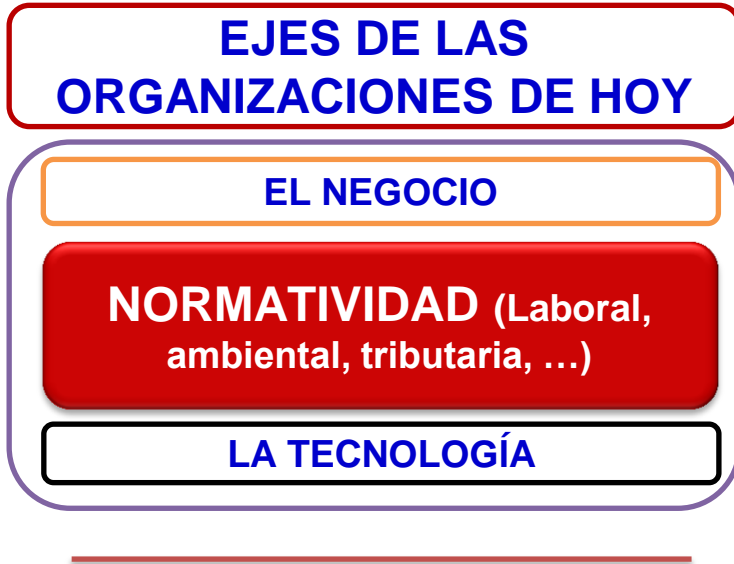 EJES DE LAS
ORGANIZACIONES DE HOY
EL NEGOCIO
NORMATIVIDAD (Laboral,
ambiental, tributaria, …)
LA TECNOLOGÍA